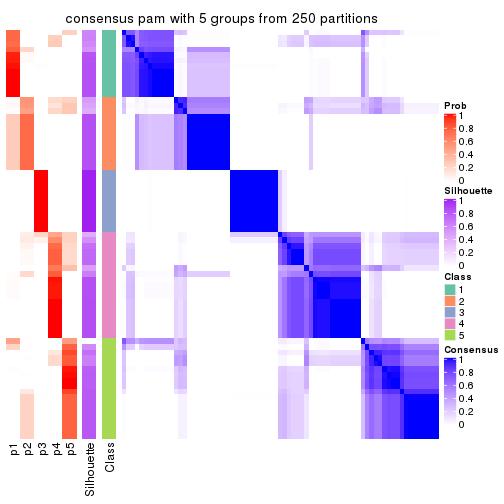 consensus pam with 5 groups from 250 partitions
Prob
1
0.8
0.6
0.4
0.2
0
Silhouette
1
0.8
0.6
0.4
0.2
0
Class
1
2
3
4
5
Consensus
1
0.8
0.6
0.4
0.2
0
p1
p2
p3
p4
p5
Silhouette
Class